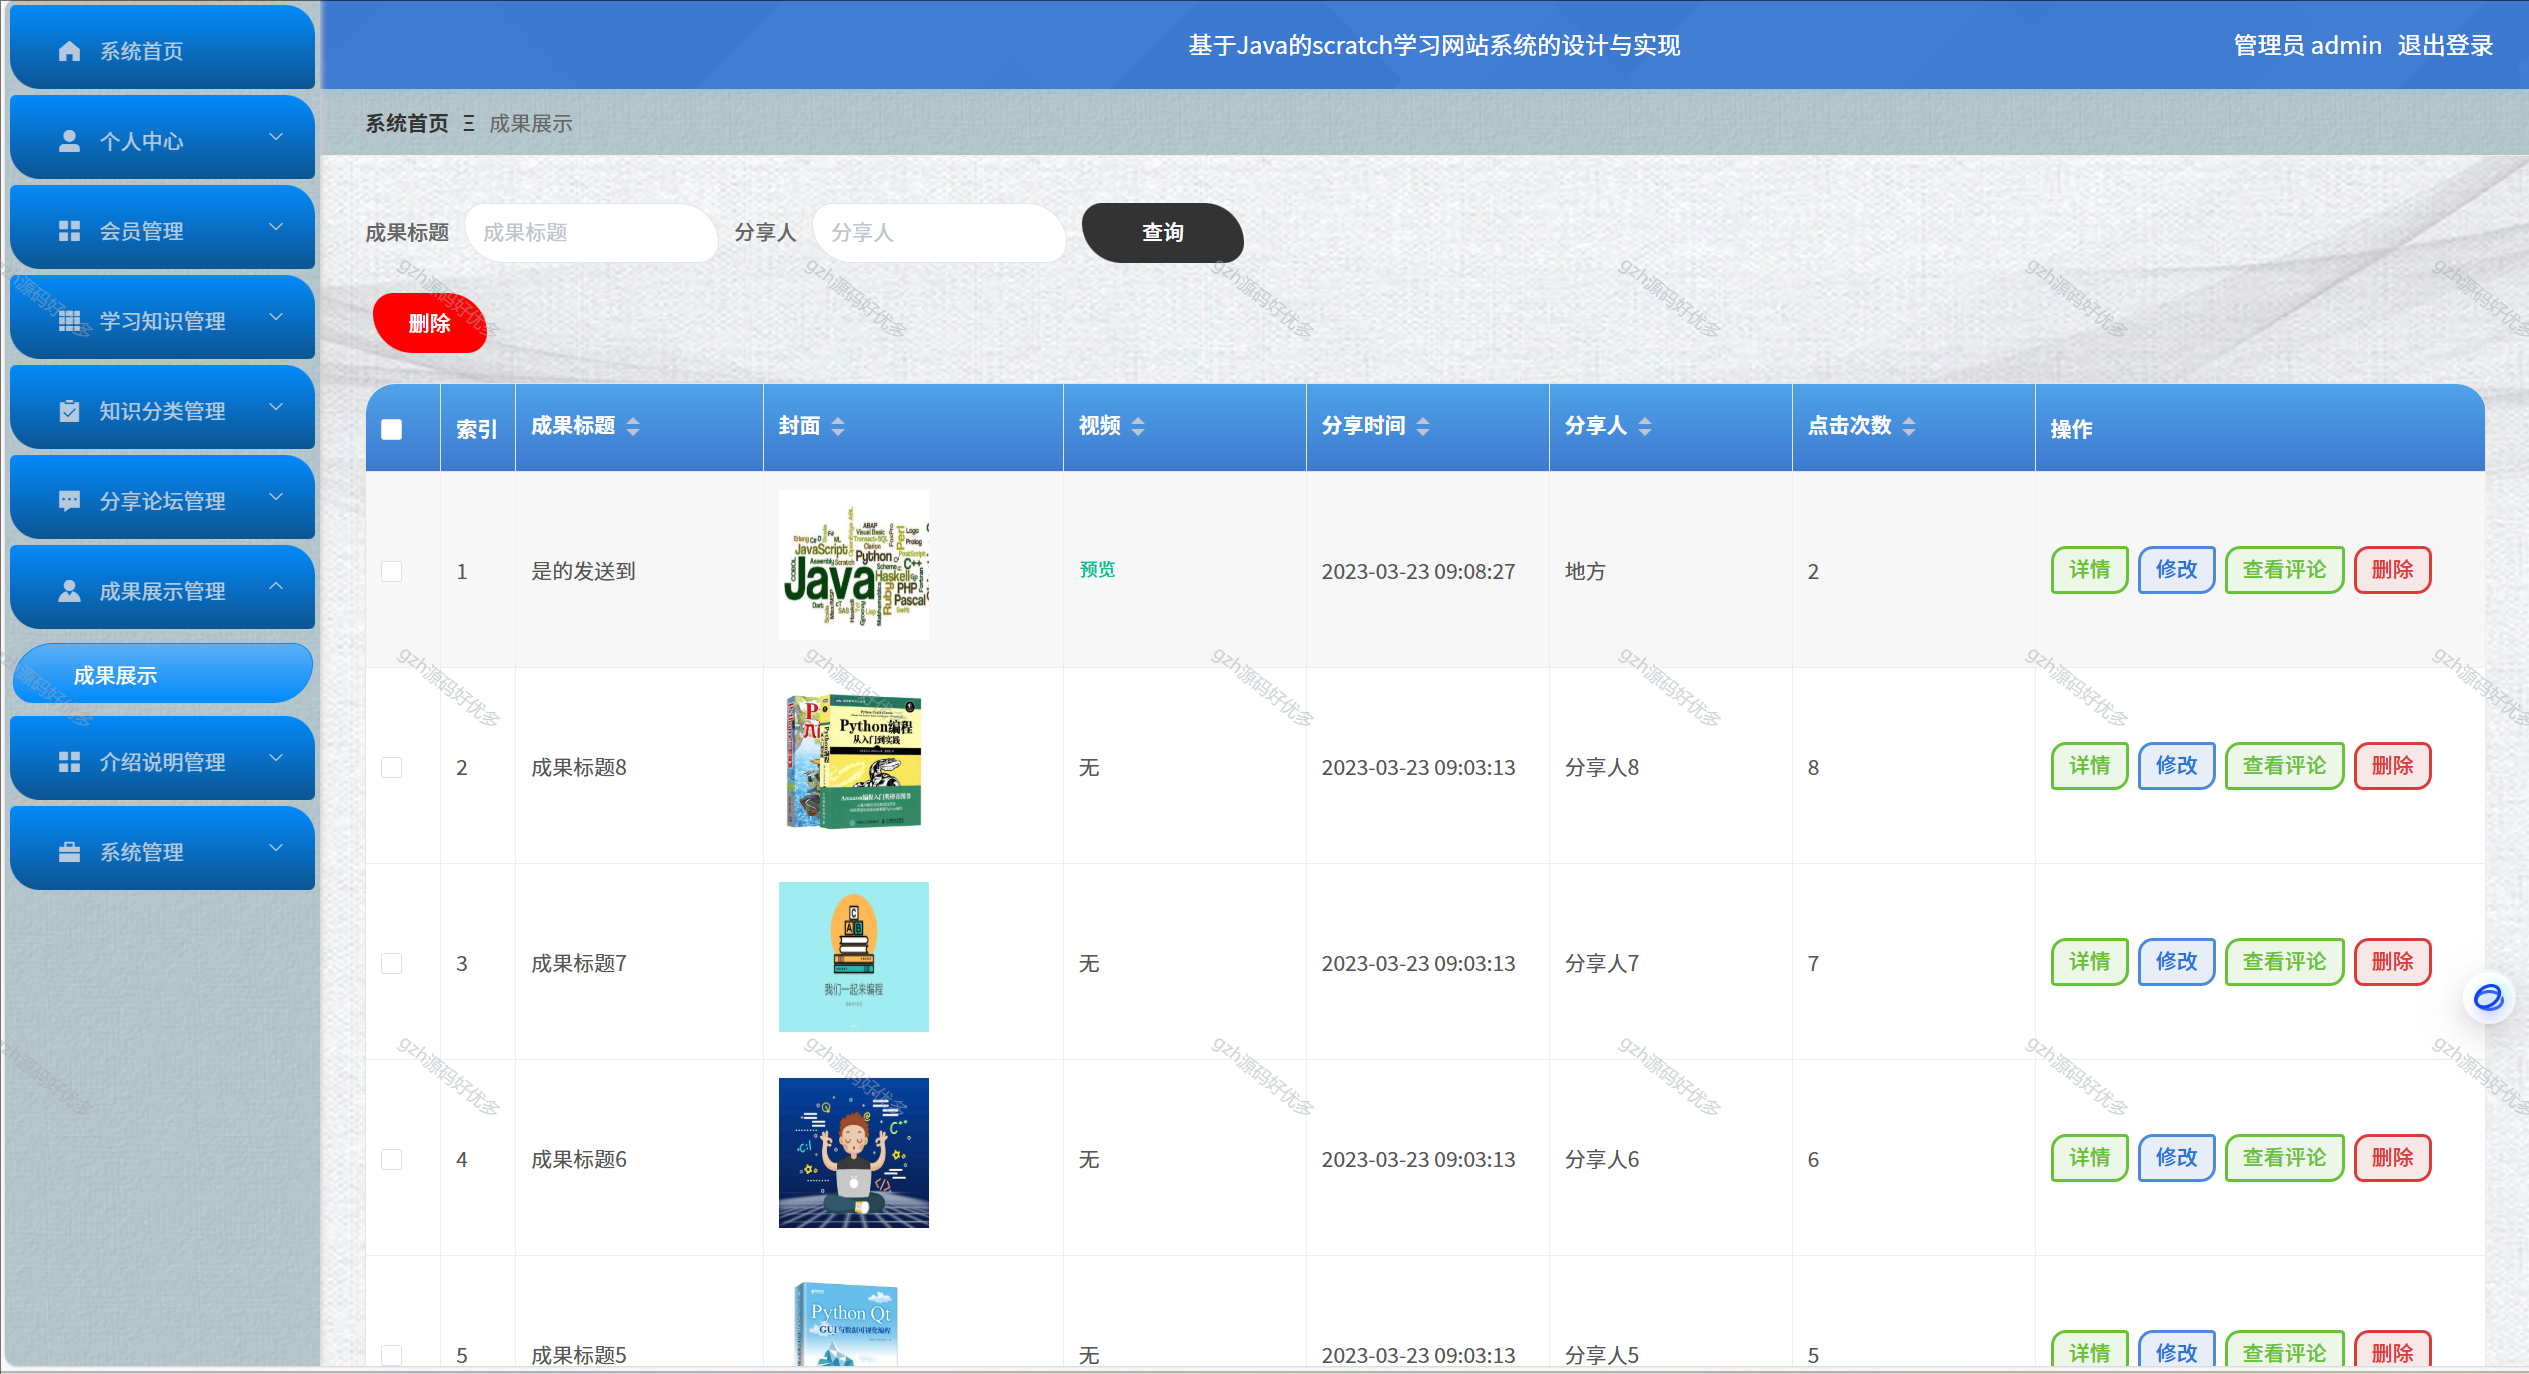 系统首页
个人中心
会员管理
学习知识管理
知识分类管理
分享论坛管理
成果展示管理
成果展示
介绍说明管理
系统管理
基于Java的scratch学习网站系统的设计与实现
管理员 admin 退出登录
系统首页 Ξ 成果展示
成果标题 成果标题 分享人 分享人 查询
删除
索引 成果标题 封面 视频 分享时间 分享人 点击次数 操作
1 是的发送到 预览 2023-03-23 09:08:27 地方 2 详情 修改 查看评论 删除
JavaScript
Python
Java
Haskell
C++
PHP
Ruby
Pascal
Perl
2 成果标题8 无 2023-03-23 09:03:13 分享人8 8 详情 修改 查看评论 删除
Python编程
从入门到实践
3 成果标题7 无 2023-03-23 09:03:13 分享人7 7 详情 修改 查看评论 删除
C
A B
我们一起来编程
4 成果标题6 无 2023-03-23 09:03:13 分享人6 6 详情 修改 查看评论 删除
C++
5 成果标题5 无 2023-03-23 09:03:13 分享人5 5 详情 修改 查看评论 删除
Python Qt
GUI与数据可视化编程
gzh源码好优多